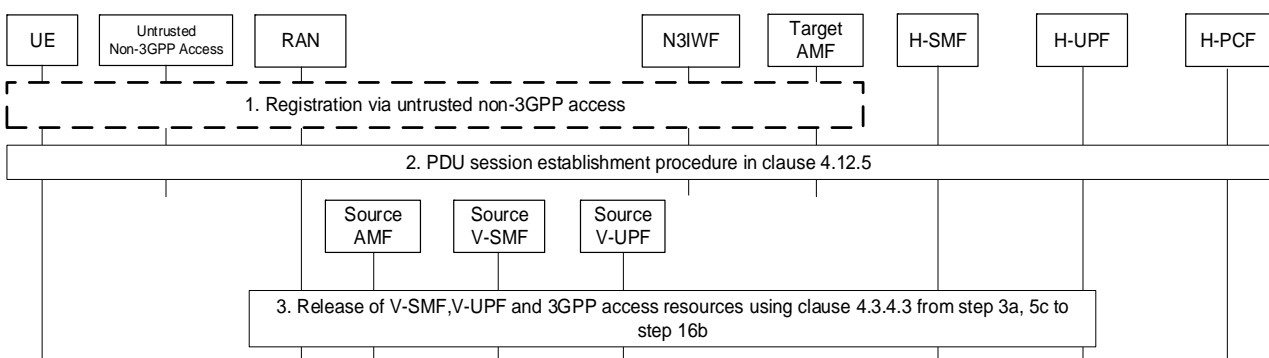 UE
Untrusted
Non-3GPP Access
RAN
N3IWF
Target
AMF
H-SMF
H-UPF
H-PCF
1. Registration via untrusted non-3GPP access
2. PDU session establishment procedure in clause 4.12.5
Source
AMF
Source
V-SMF
Source
V-UPF
3. Release of V-SMF,V-UPF and 3GPP access resources using clause 4.3.4.3 from step 3a, 5c to
step 16b